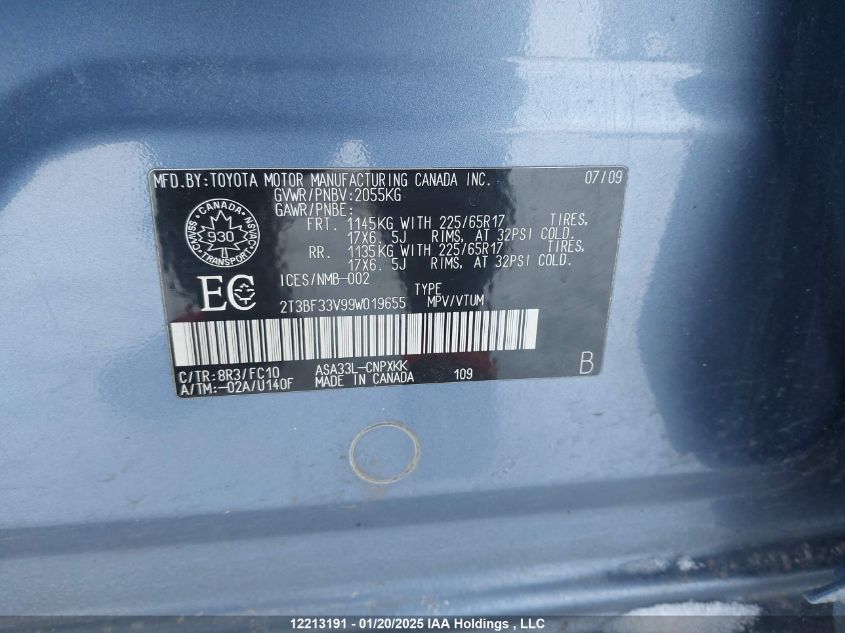 MFD.BY:TOYOTA MOTOR MANUFACTURING CANADA INC. 07/09
GVWR/PNBV:2055KG
GAWR/PNBE:
FRT. 1145KG WITH 225/65R17 TIRES,
17X6.5J RIMS, AT 32PSI COLD.
RR. 1135KG WITH 225/65R17 TIRES,
17X6.5J RIMS, AT 32PSI COLD.
CANADA
930
TRANSPORT
ICES/NMB-002
EC
TYPE
2T3BF33V99W019655 MPV/VTUM
C/TR:8R3/FC10 ASA33L-CNPXKK
A/TM:-02A/U140F MADE IN CANADA 109 B
12213191 - 01/20/2025 IAA Holdings , LLC